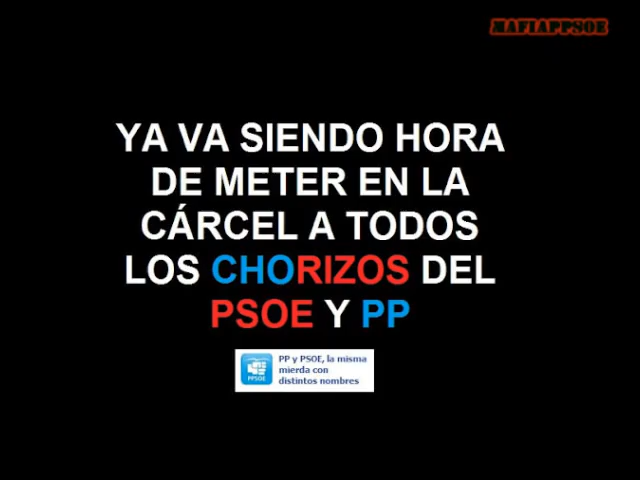 MAFIAPPSOE
YA VA SIENDO HORA
DE METER EN LA
CÁRCEL A TODOS
LOS CHORIZOS DEL
PSOE Y PP
PPSOE
PP y PSOE, la misma
mierda con
distintos nombres